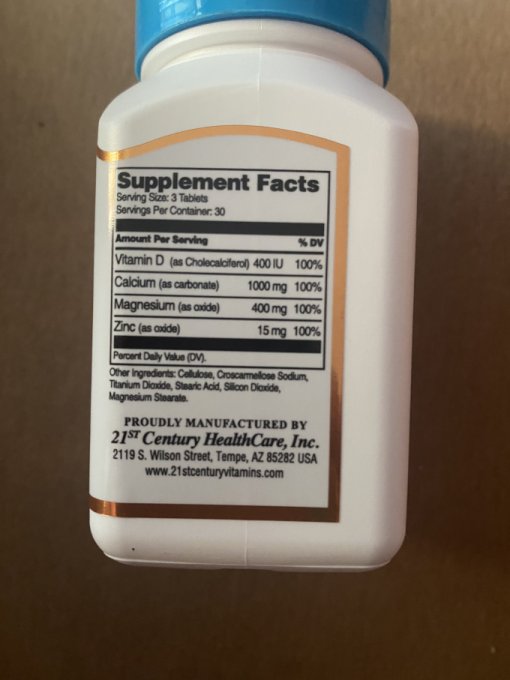 Supplement Facts
Serving Size: 3 Tablets
Servings Per Container: 30
Amount Per Serving % DV
Vitamin D (as Cholecalciferol) 400 IU 100%
Calcium (as carbonate) 1000 mg 100%
Magnesium (as oxide) 400 mg 100%
Zinc (as oxide) 15 mg 100%
Percent Daily Value (DV).
Other Ingredients: Cellulose, Croscarmellose Sodium,
Titanium Dioxide, Stearic Acid, Silicon Dioxide,
Magnesium Stearate.
PROUDLY MANUFACTURED BY
21ST Century HealthCare, Inc.
2119 S. Wilson Street, Tempe, AZ 85282 USA
www.21stcenturyvitamins.com